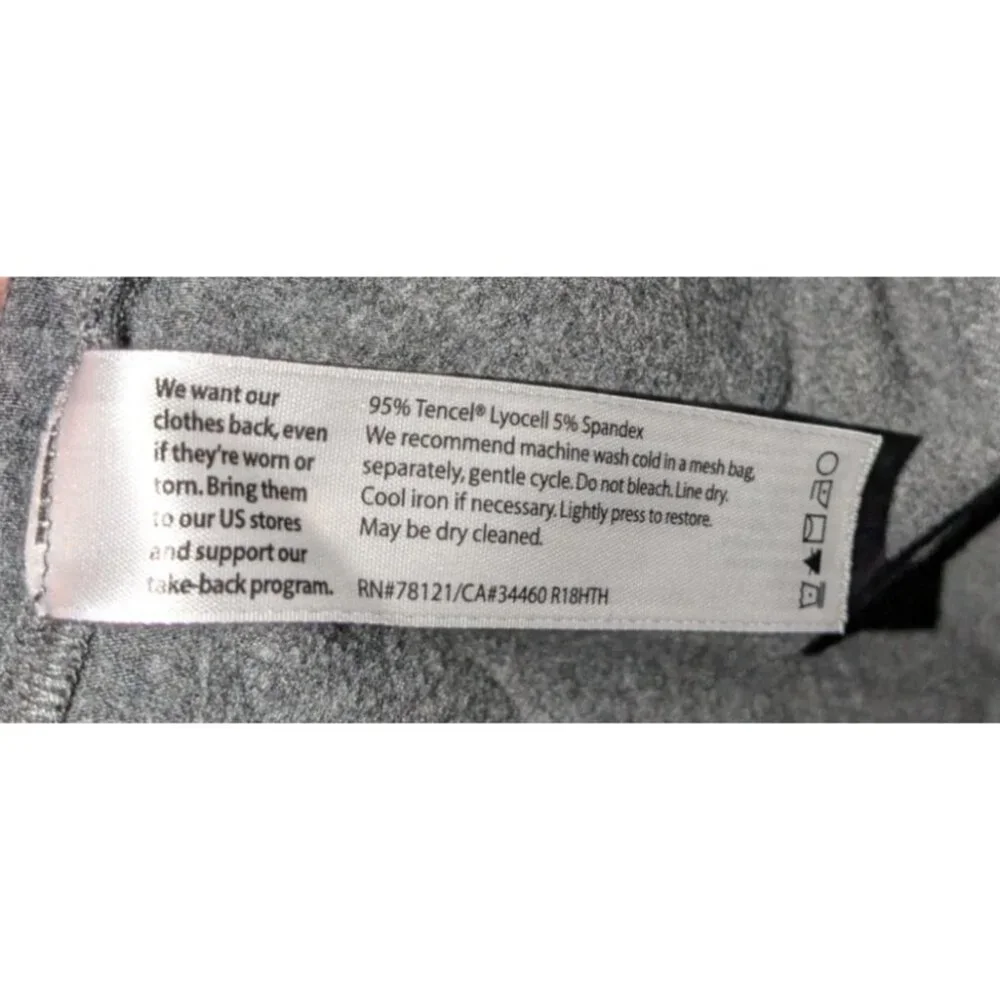 We want our
clothes back, even
if they're worn or
torn. Bring them
to our US stores
and support our
take-back program.
95% Tencel® Lyocell 5% Spandex
We recommend machine wash cold in a mesh bag,
separately, gentle cycle. Do not bleach. Line dry.
Cool iron if necessary. Lightly press to restore.
May be dry cleaned.
RN#78121/CA#34460 R18HTH